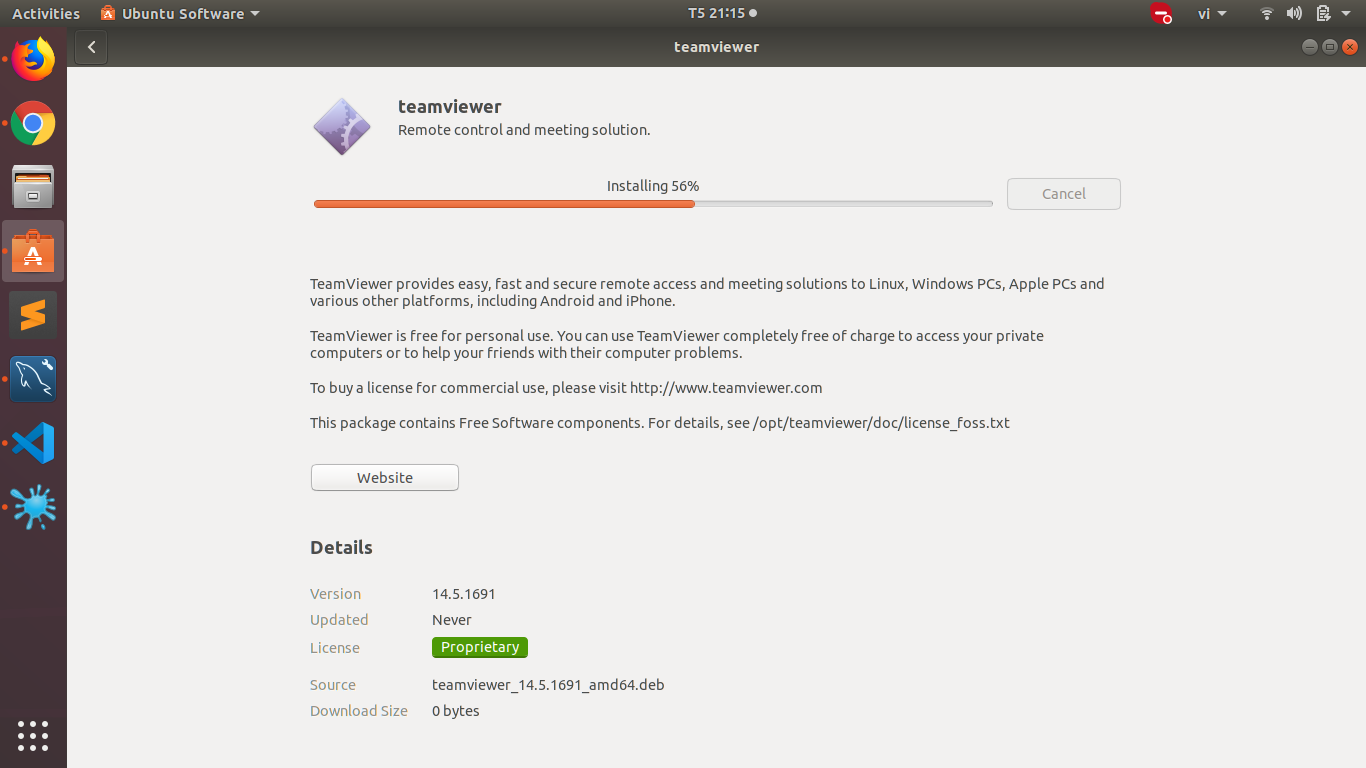 Activities Ubuntu Software T5 21:15 vi
teamviewer
teamviewer
Remote control and meeting solution.
Installing 56%
Cancel
TeamViewer provides easy, fast and secure remote access and meeting solutions to Linux, Windows PCs, Apple PCs and
various other platforms, including Android and iPhone.
TeamViewer is free for personal use. You can use TeamViewer completely free of charge to access your private
computers or to help your friends with their computer problems.
To buy a license for commercial use, please visit http://www.teamviewer.com
This package contains Free Software components. For details, see /opt/teamviewer/doc/license_foss.txt
Website
Details
Version 14.5.1691
Updated Never
License Proprietary
Source teamviewer_14.5.1691_amd64.deb
Download Size 0 bytes